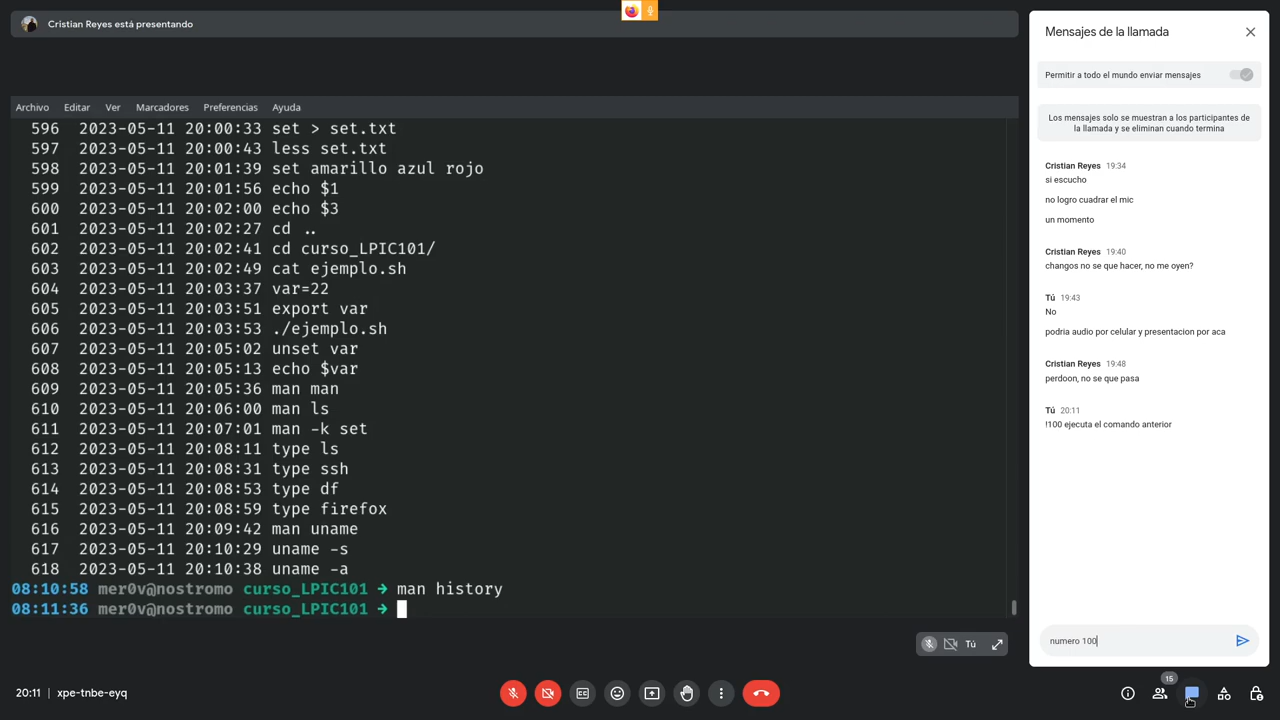 Cristian Reyes está presentando
Archivo Editar Ver Marcadores Preferencias Ayuda
596 2023-05-11 20:00:33 set > set.txt
597 2023-05-11 20:00:43 less set.txt
598 2023-05-11 20:01:39 set amarillo azul rojo
599 2023-05-11 20:01:56 echo $1
600 2023-05-11 20:02:00 echo $3
601 2023-05-11 20:02:27 cd ..
602 2023-05-11 20:02:41 cd curso_LPIC101/
603 2023-05-11 20:02:49 cat ejemplo.sh
604 2023-05-11 20:03:37 var=22
605 2023-05-11 20:03:51 export var
606 2023-05-11 20:03:53 ./ejemplo.sh
607 2023-05-11 20:05:02 unset var
608 2023-05-11 20:05:13 echo $var
609 2023-05-11 20:05:36 man man
610 2023-05-11 20:06:00 man ls
611 2023-05-11 20:07:01 man -k set
612 2023-05-11 20:08:11 type ls
613 2023-05-11 20:08:31 type ssh
614 2023-05-11 20:08:53 type df
615 2023-05-11 20:08:59 type firefox
616 2023-05-11 20:09:42 man uname
617 2023-05-11 20:10:29 uname -s
618 2023-05-11 20:10:38 uname -a
08:10:58 mer0v@nostromo curso_LPIC101 → man history
08:11:36 mer0v@nostromo curso_LPIC101 →
Tú
20:11 | xpe-tnbe-eyq
Mensajes de la llamada
Permitir a todo el mundo enviar mensajes
Los mensajes solo se muestran a los participantes de
la llamada y se eliminan cuando termina
Cristian Reyes 19:34
si escucho
no logro cuadrar el mic
un momento
Cristian Reyes 19:40
changos no se que hacer, no me oyen?
Tú 19:43
No
podria audio por celular y presentacion por aca
Cristian Reyes 19:48
perdoon, no se que pasa
Tú 20:11
!100 ejecuta el comando anterior
numero 100
15